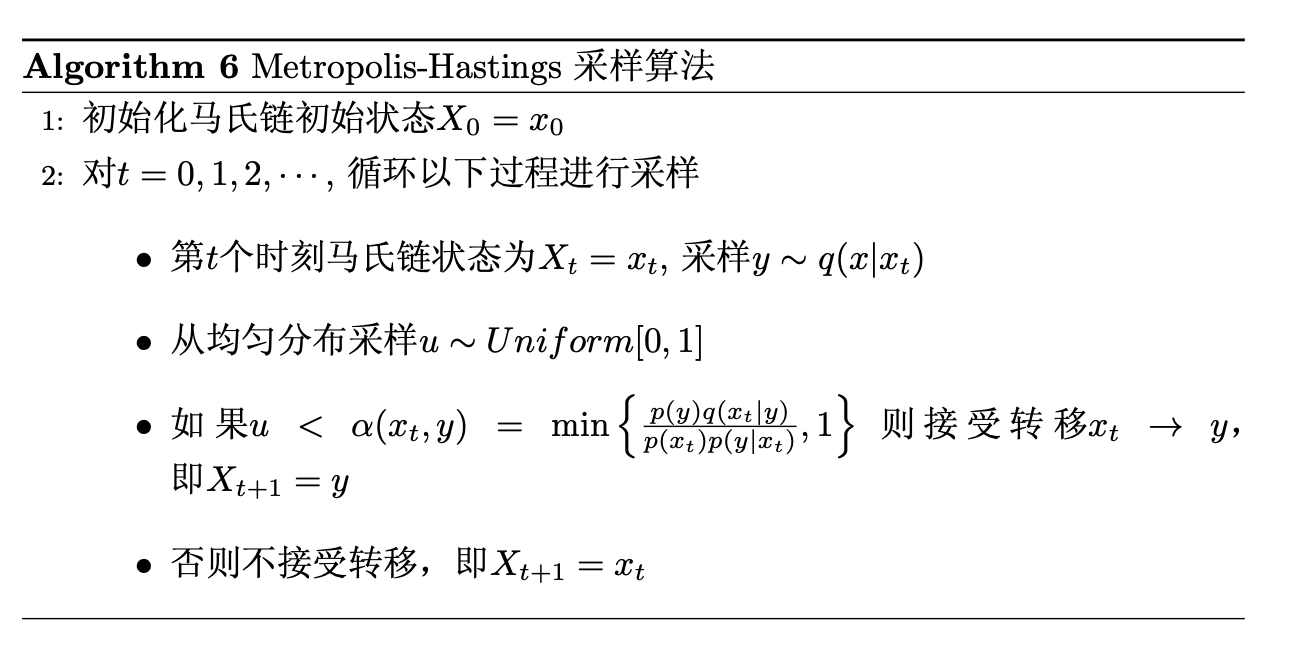 Algorithm 6 Metropolis-Hastings 采样算法
1: 初始化马氏链初始状态$X_0 = x_0$
2: 对$t = 0, 1, 2, \cdots$, 循环以下过程进行采样
• 第$t$个时刻马氏链状态为$X_t = x_t$, 采样$y \sim q(x|x_t)$
• 从均匀分布采样$u \sim Uniform[0, 1]$
• 如果$u < \alpha(x_t, y) = \min\left\{\frac{p(y)q(x_t|y)}{p(x_t)p(y|x_t)}, 1\right\}$ 则接受转移$x_t \to y$，
即$X_{t+1} = y$
• 否则不接受转移，即$X_{t+1} = x_t$